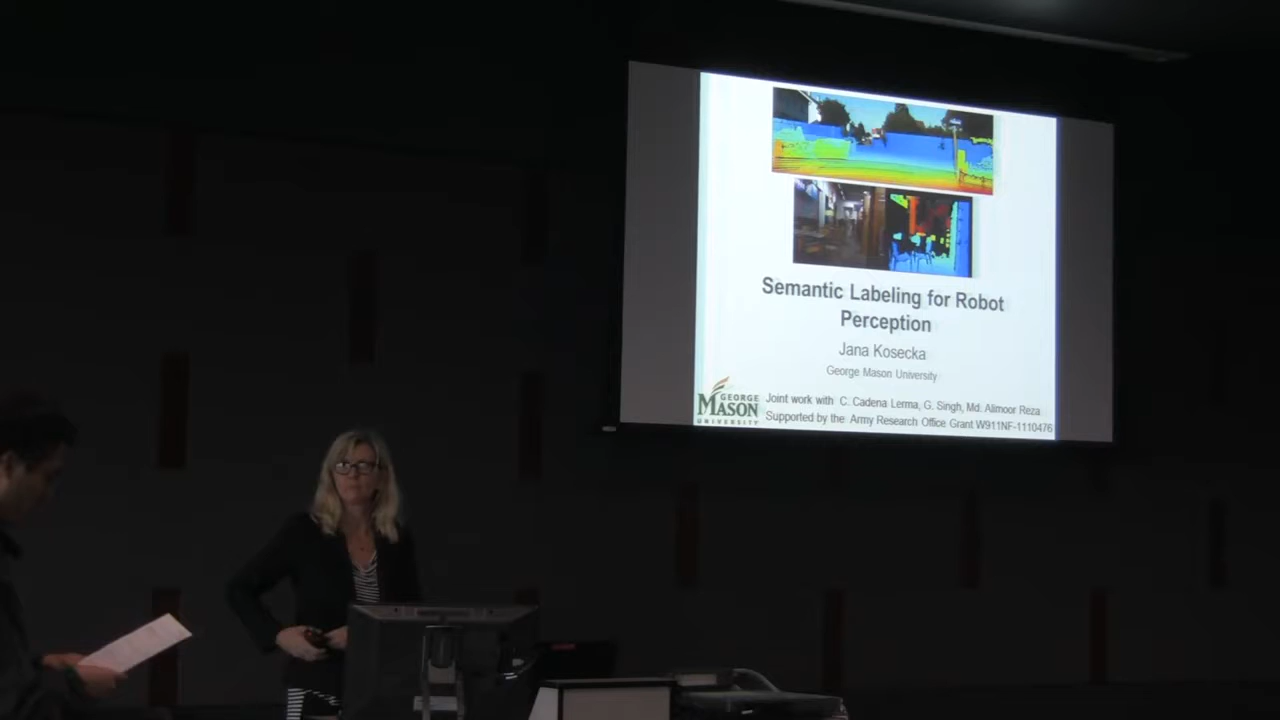 Semantic Labeling for Robot
Perception
Jana Kosecka
George Mason University
GEORGE
MASON
UNIVERSITY
Joint work with C. Cadena Lerma, G. Singh, Md. Alimoor Reza
Supported by the Army Research Office Grant W911NF-1110476